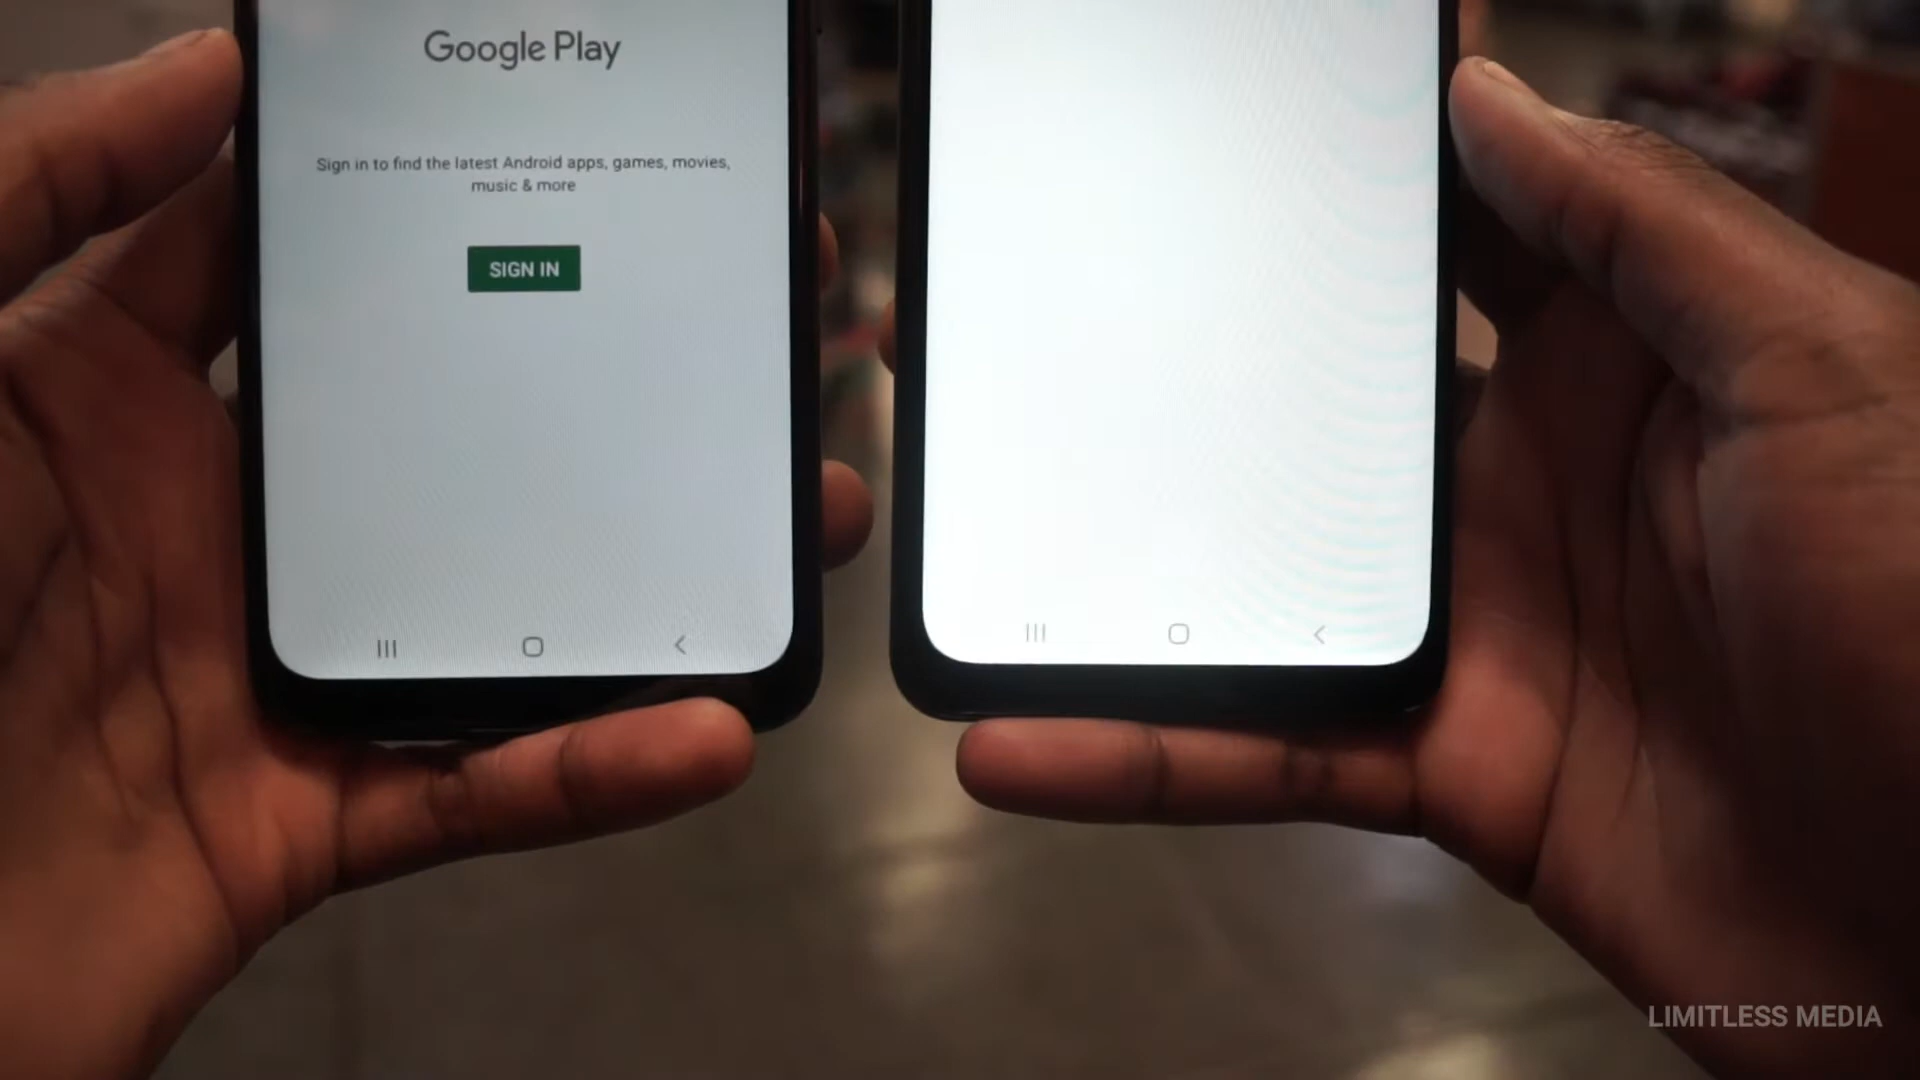 Google Play
Sign in to find the latest Android apps, games, movies,
music & more
SIGN IN
LIMITLESS MEDIA